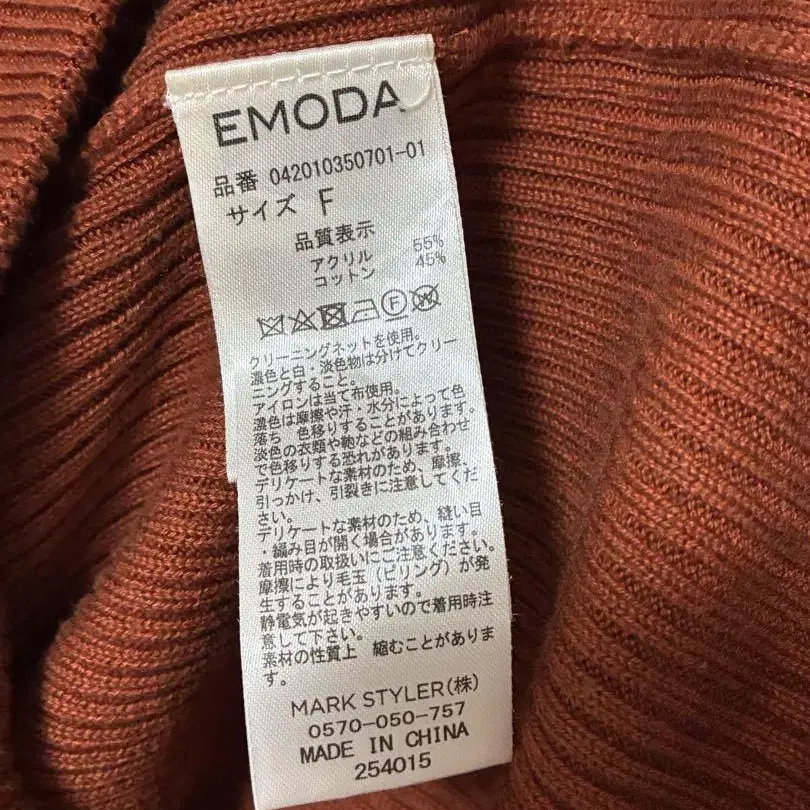 EMODA
品番 042010350701-01
サイズ F
品質表示
アクリル 55%
コットン 45%
F W
クリーニングネットを使用。
濃色と白・淡色物は分けてクリー
ニングすること。
アイロンは当て布使用。
濃色は摩擦や汗・水分によって色
落ち 色移りすることがあります。
淡色の衣類や鞄などの組み合わせ
で色移りする恐れがあります。
デリケートな素材のため、摩擦、
引っかけ、引裂きに注意してくだ
さい。
デリケートな素材のため、縫い目
・編み目が開く場合があります。
着用時の取扱いにご注意ください。
摩擦により毛玉（ピリング）が発
生することがあります。
静電気が起きやすいので着用時注
意して下さい。
素材の性質上 縮むことがありま
す。
MARK STYLER(株)
0570-050-757
MADE IN CHINA
254015